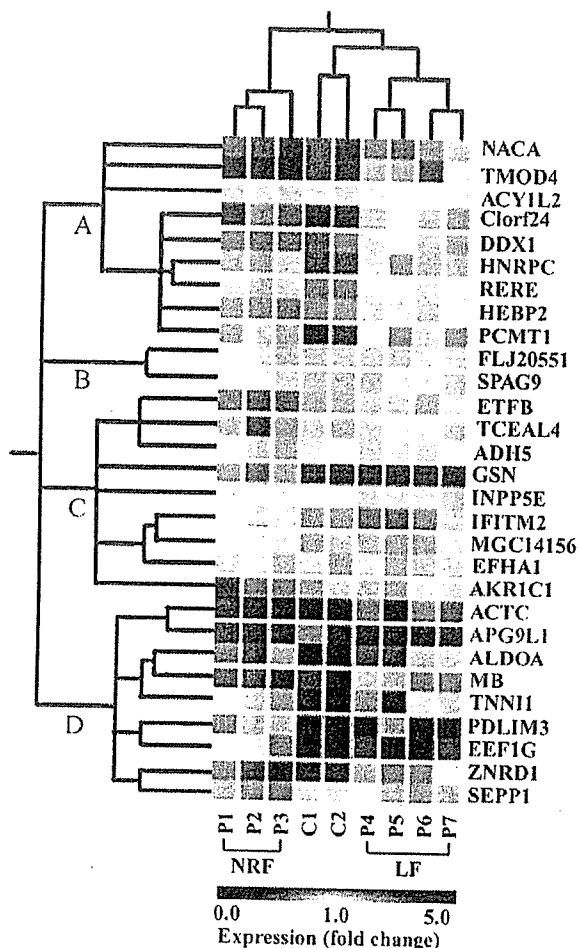 NACA
TMOD4
ACY1L2
A
Clorf24
DDX1
HNRPC
RERE
HEBP2
PCMT1
FLJ20551
B
SPAG9
ETFB
TCEAL4
ADH5
GSN
C
INPP5E
IFITM2
MGC14156
EFHA1
AKR1C1
ACTC
APG9L1
ALDOA
MB
TNNI1
D
PDLIM3
EEF1G
ZNRD1
SEPP1
P1 P2 P3 C1 C2 P4 P5 P6 P7
NRF LF
0.0 1.0 5.0
Expression (fold change)